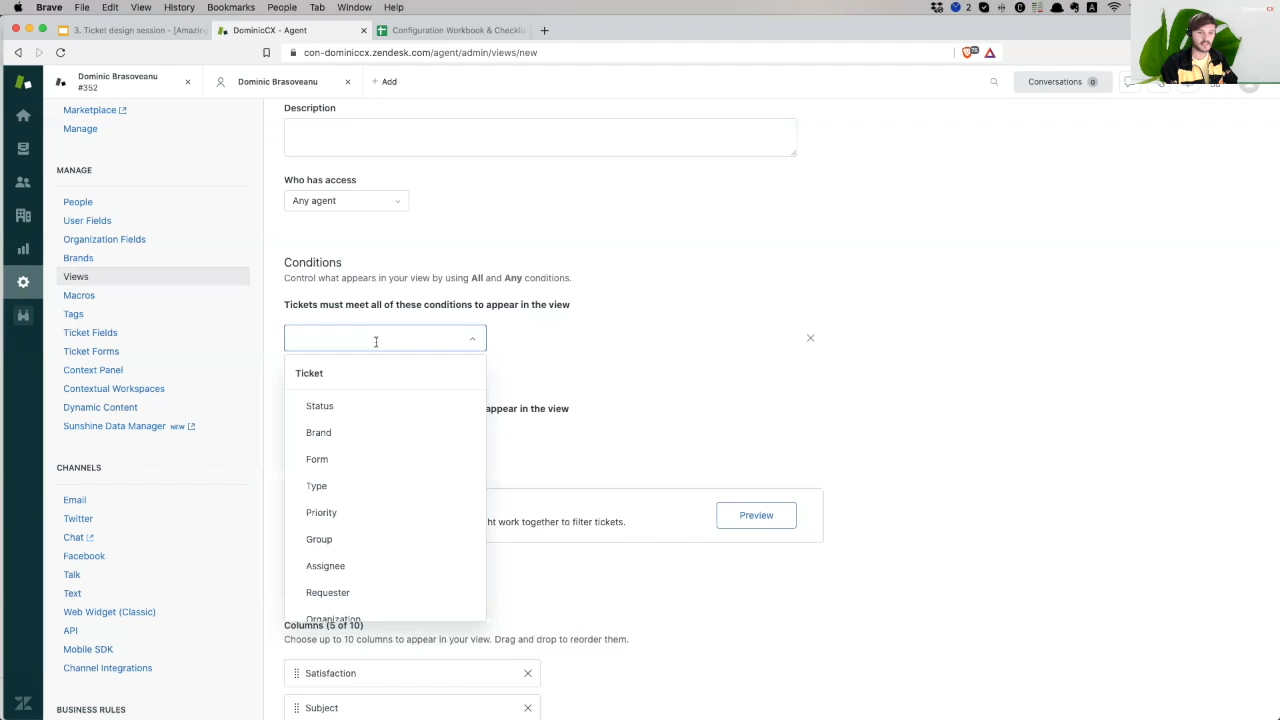 Brave File Edit View History Bookmarks People Tab Window Help
3. Ticket design session - [Amazing
DominicCX - Agent
Configuration Workbook & Checklis
con-dominiccx.zendesk.com/agent/admin/views/new
Dominic Brasoveanu
#352
Dominic Brasoveanu
+ Add
Conversations 0
Marketplace
Manage
MANAGE
People
User Fields
Organization Fields
Brands
Views
Macros
Tags
Ticket Fields
Ticket Forms
Context Panel
Contextual Workspaces
Dynamic Content
Sunshine Data Manager NEW
CHANNELS
Email
Twitter
Chat
Facebook
Talk
Text
Web Widget (Classic)
API
Mobile SDK
Channel Integrations
BUSINESS RULES
Description
Who has access
Any agent
Conditions
Control what appears in your view by using All and Any conditions.
Tickets must meet all of these conditions to appear in the view
Ticket
Status
Brand
Form
Type
Priority
Group
Assignee
Requester
Organization
appear in the view
ht work together to filter tickets.
Preview
Columns (5 of 10)
Choose up to 10 columns to appear in your view. Drag and drop to reorder them.
Satisfaction
Subject